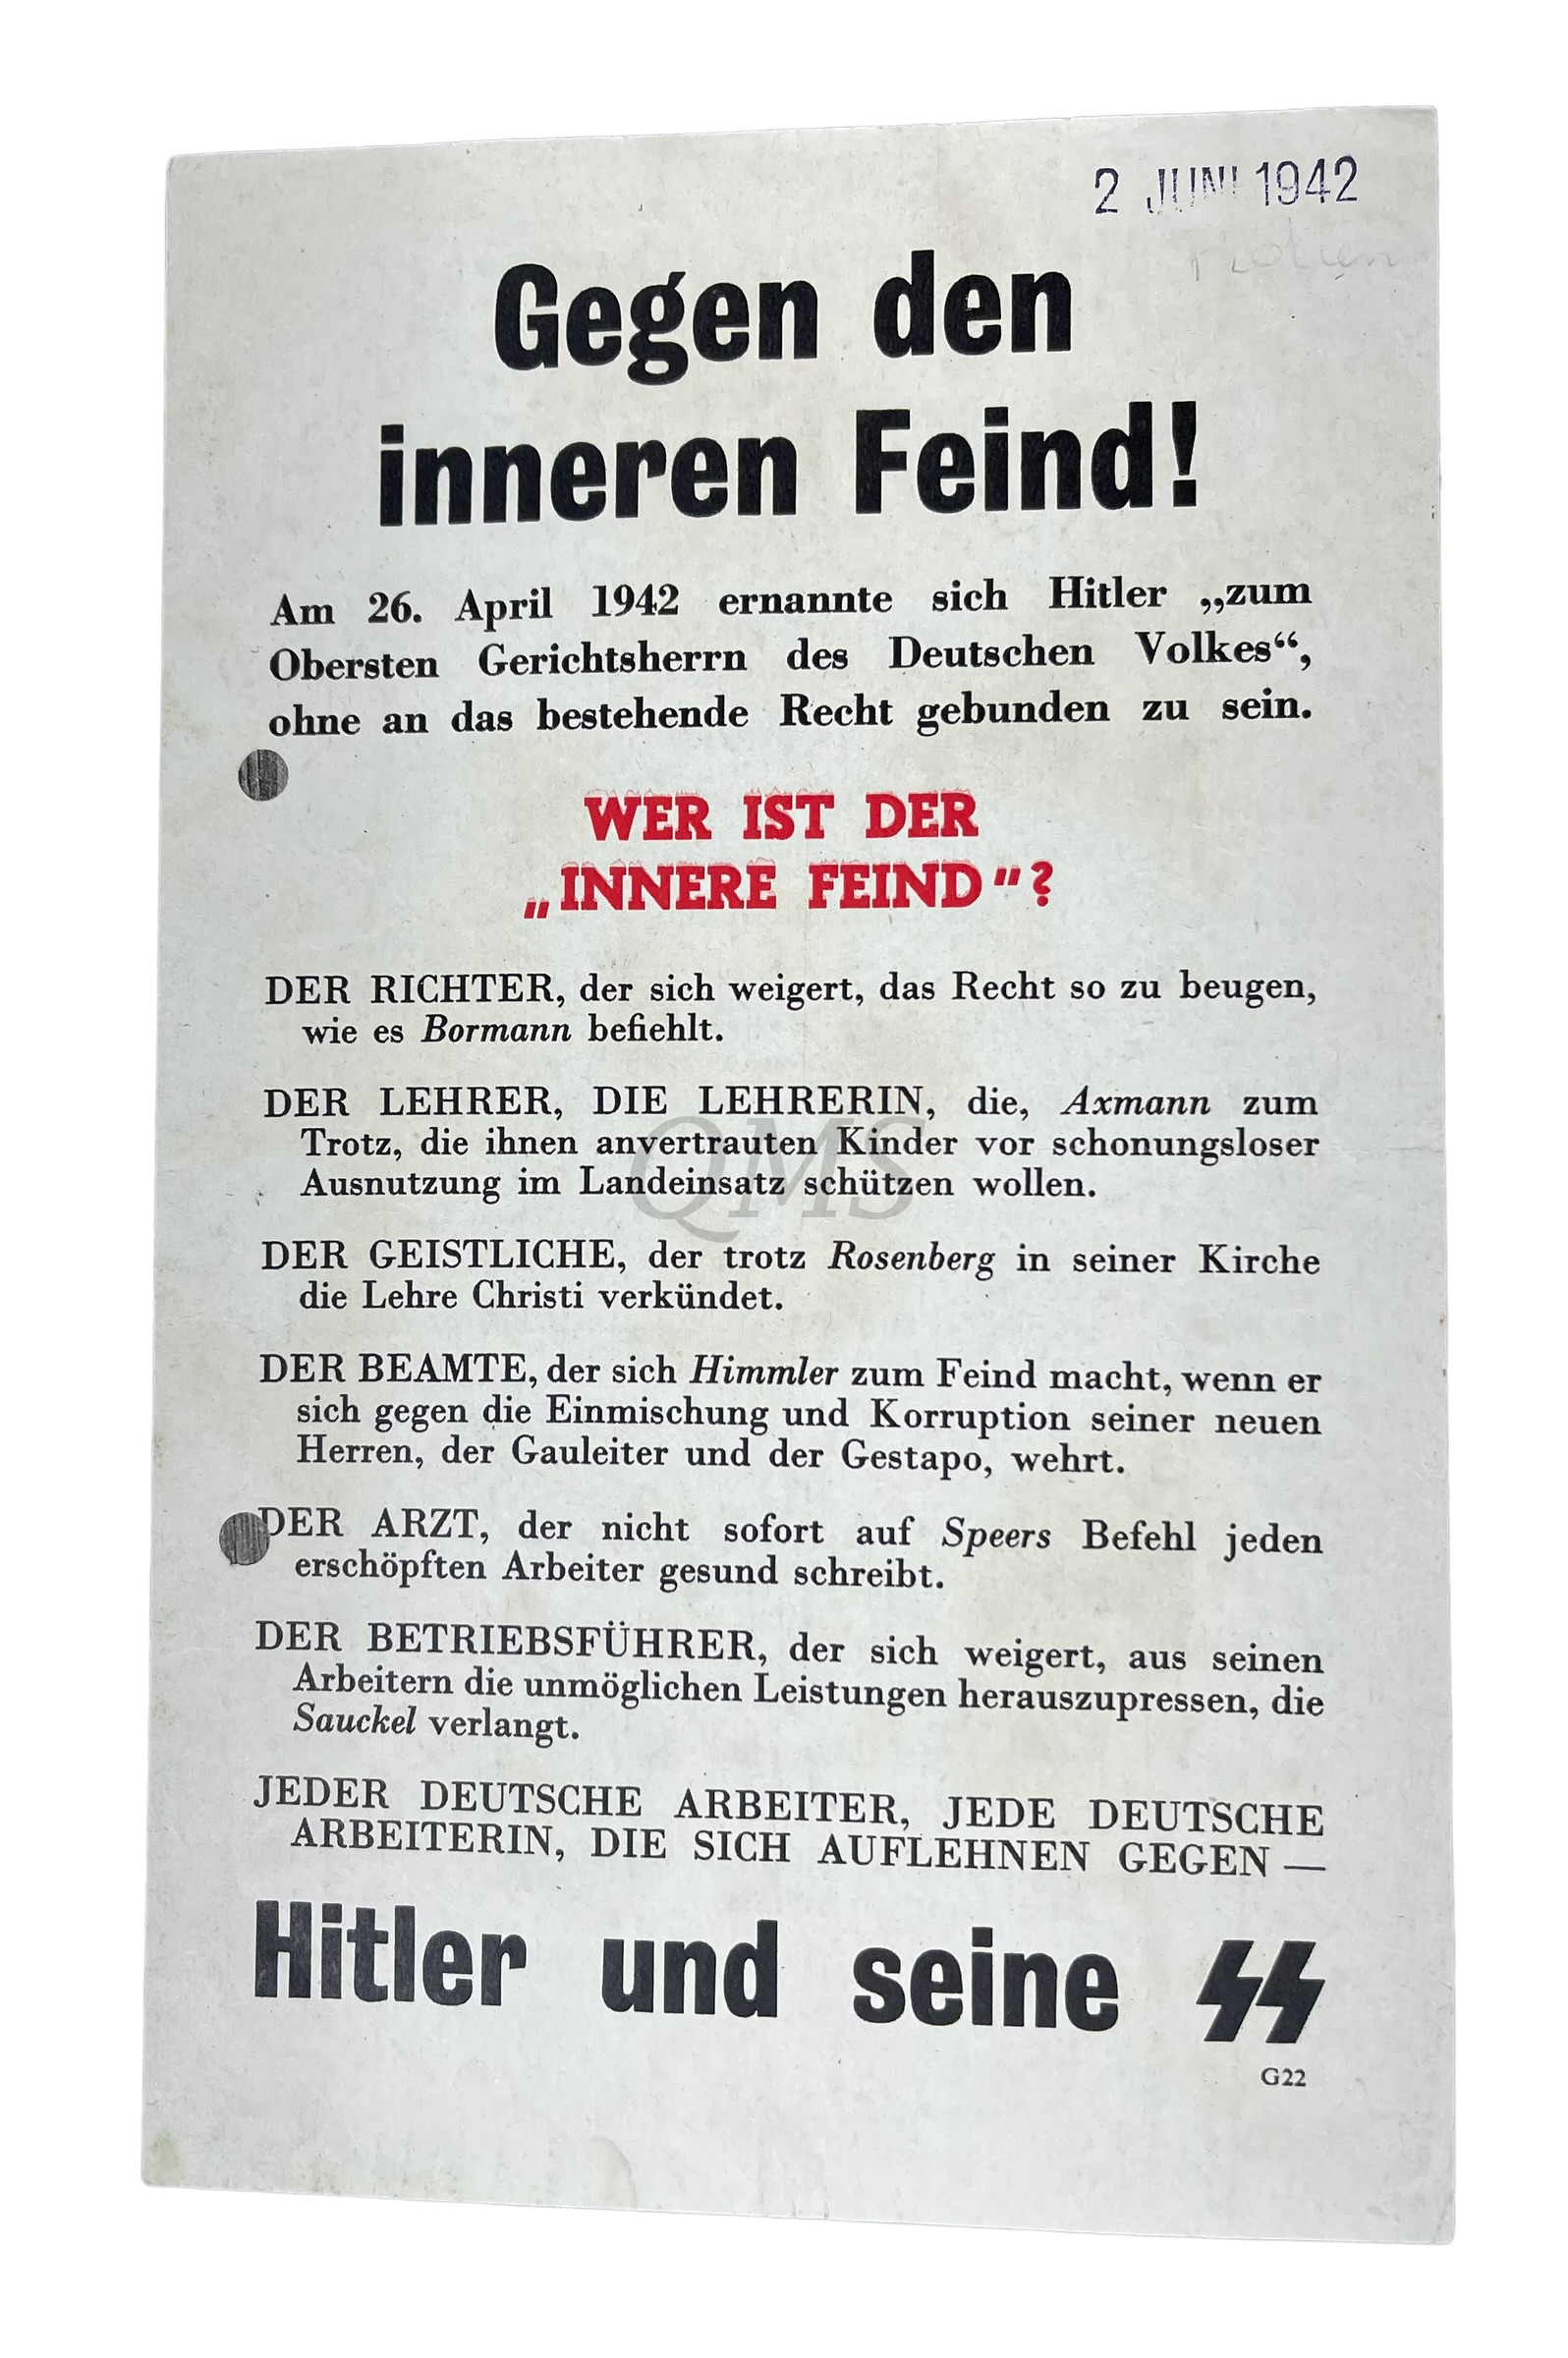 2 JUNI 1942
Gegen den
inneren Feind!
Am 26. April 1942 ernannte sich Hitler „zum
Obersten Gerichtsherrn des Deutschen Volkes“,
ohne an das bestehende Recht gebunden zu sein.
WER IST DER
„INNERE FEIND"?
DER RICHTER, der sich weigert, das Recht so zu beugen,
wie es Bormann befiehlt.
DER LEHRER, DIE LEHRERIN, die, Axmann zum
Trotz, die ihnen anvertrauten Kinder vor schonungsloser
Ausnutzung im Landeinsatz schützen wollen.
QMS
DER GEISTLICHE, der trotz Rosenberg in seiner Kirche
die Lehre Christi verkündet.
DER BEAMTE, der sich Himmler zum Feind macht, wenn er
sich gegen die Einmischung und Korruption seiner neuen
Herren, der Gauleiter und der Gestapo, wehrt.
DER ARZT, der nicht sofort auf Speers Befehl jeden
erschöpften Arbeiter gesund schreibt.
DER BETRIEBSFÜHRER, der sich weigert, aus seinen
Arbeitern die unmöglichen Leistungen herauszupressen, die
Sauckel verlangt.
JEDER DEUTSCHE ARBEITER, JEDE DEUTSCHE
ARBEITERIN, DIE SICH AUFLEHNEN GEGEN —
Hitler und seine SS
G22